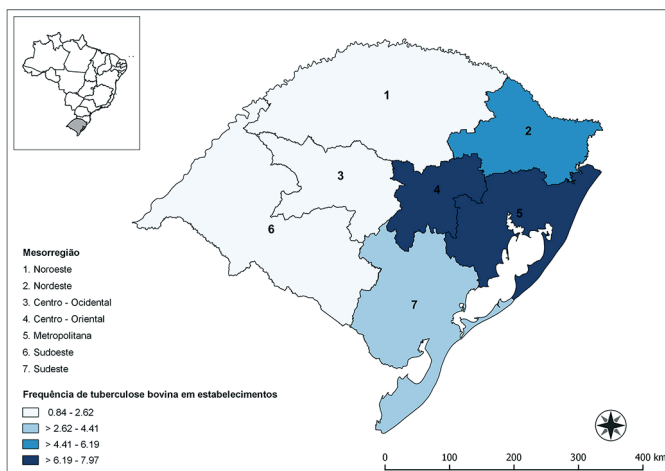 1
2
3
4
5
6
7
Mesorregião
1. Noroeste
2. Nordeste
3. Centro - Ocidental
4. Centro - Oriental
5. Metropolitana
6. Sudoeste
7. Sudeste
Frequência de tuberculose bovina em estabelecimentos
0.84 - 2.62
> 2.62 - 4.41
> 4.41 - 6.19
> 6.19 - 7.97
0 100 200 300 400 km